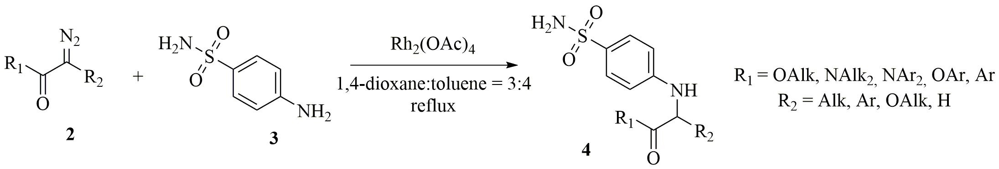 N2
R1
R2
O
2
+
H2N
O
S
O
NH2
3
Rh2(OAc)4
1,4-dioxane:toluene = 3:4
reflux
H2N
O
S
O
NH
R1
R2
O
4
R1 = OAlk, NAlk2, NAr2, OAr, Ar
R2 = Alk, Ar, OAlk, H